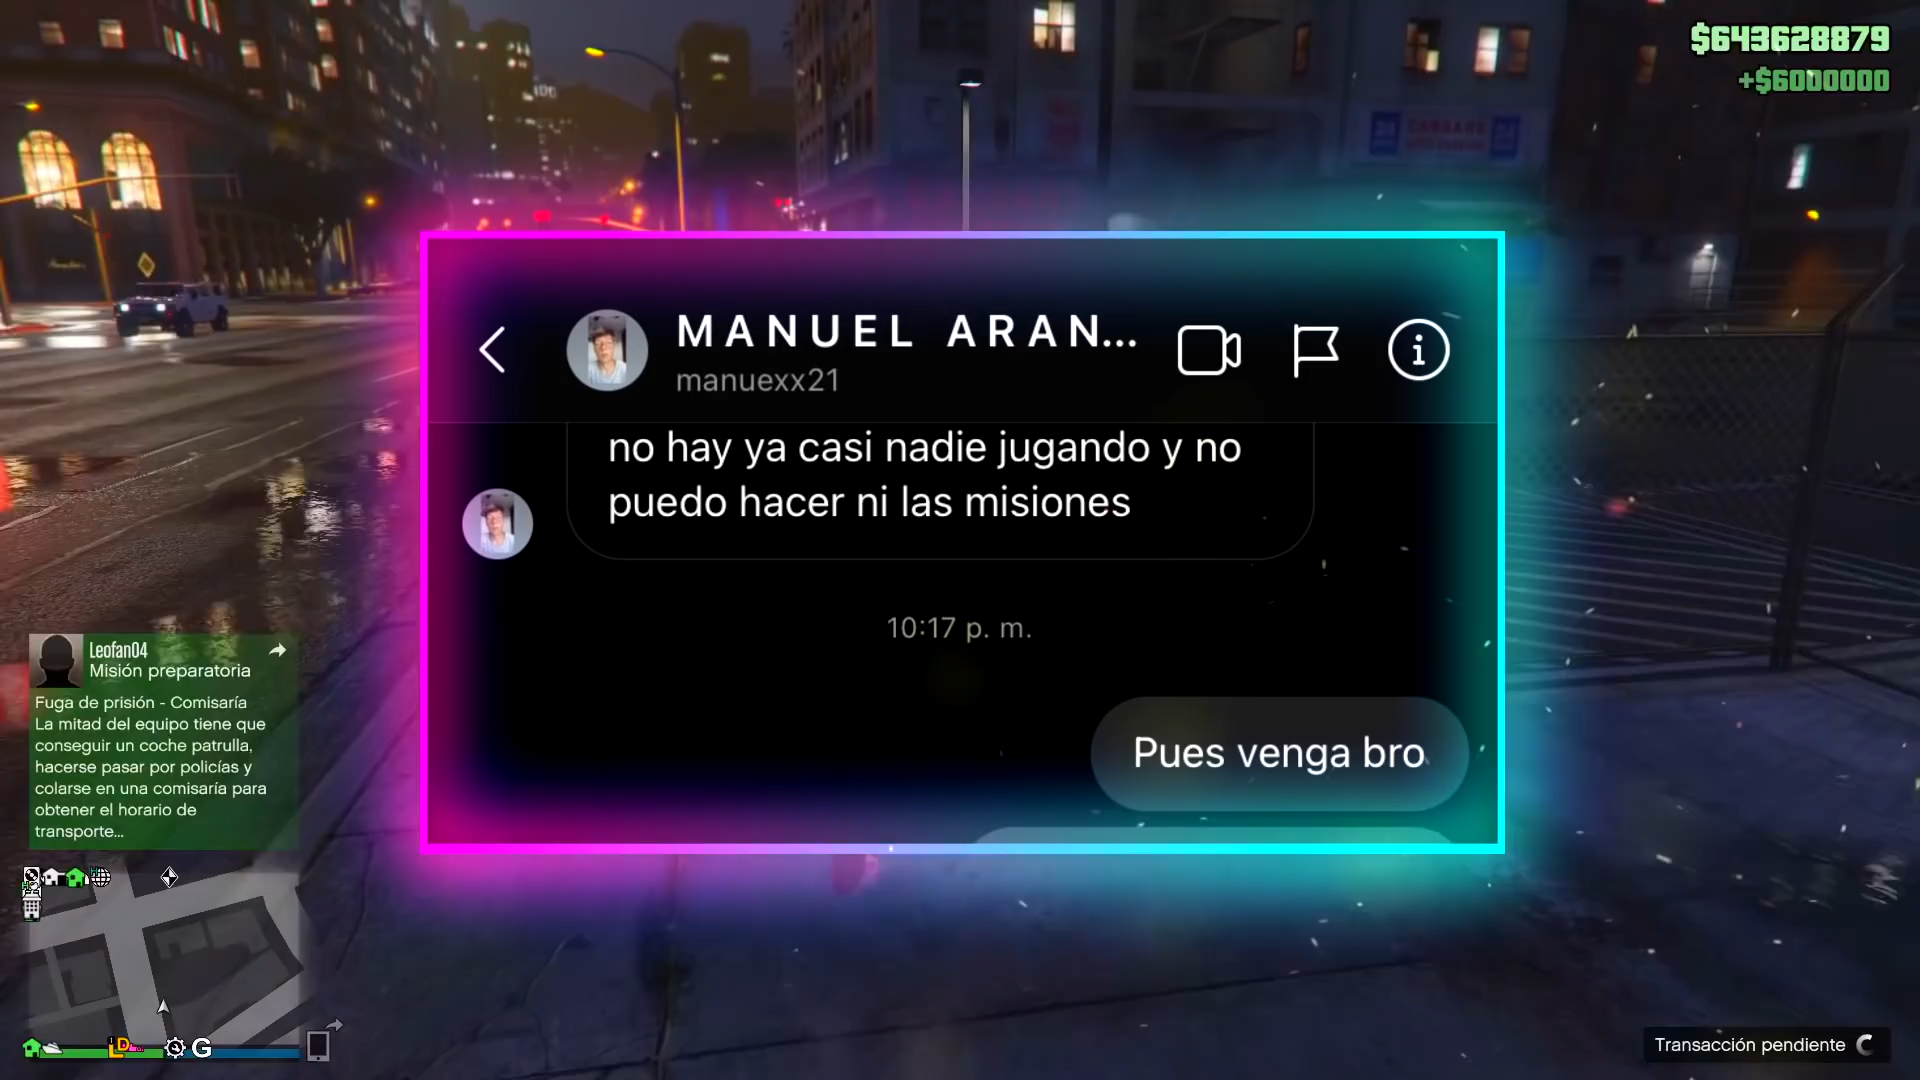 $643628879
+$6000000
MANUEL ARAN...
manuexx21
no hay ya casi nadie jugando y no
puedo hacer ni las misiones
10:17 p. m.
Pues venga bro
Leofan04
Misión preparatoria
Fuga de prisión - Comisaría
La mitad del equipo tiene que
conseguir un coche patrulla,
hacerse pasar por policías y
colarse en una comisaría para
obtener el horario de
transporte...
G
Transacción pendiente